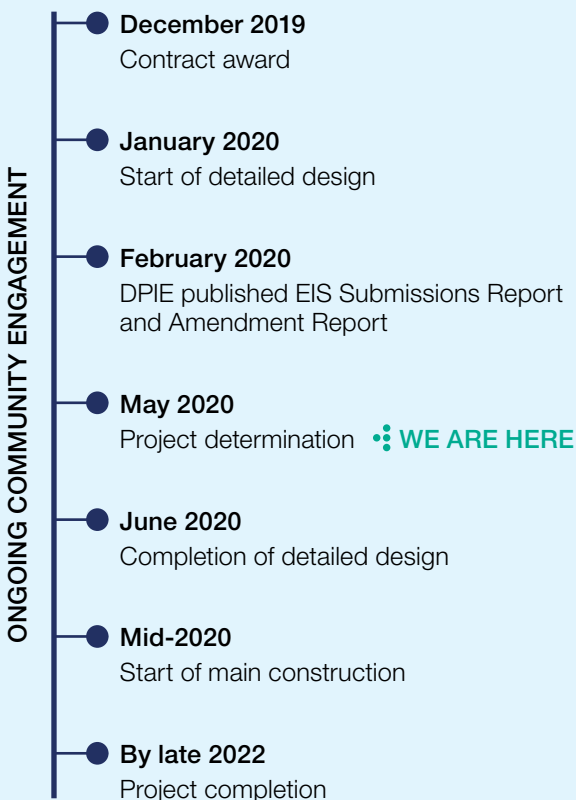 ONGOING COMMUNITY ENGAGEMENT
December 2019
Contract award
January 2020
Start of detailed design
February 2020
DPIE published EIS Submissions Report
and Amendment Report
May 2020
Project determination WE ARE HERE
June 2020
Completion of detailed design
Mid-2020
Start of main construction
By late 2022
Project completion